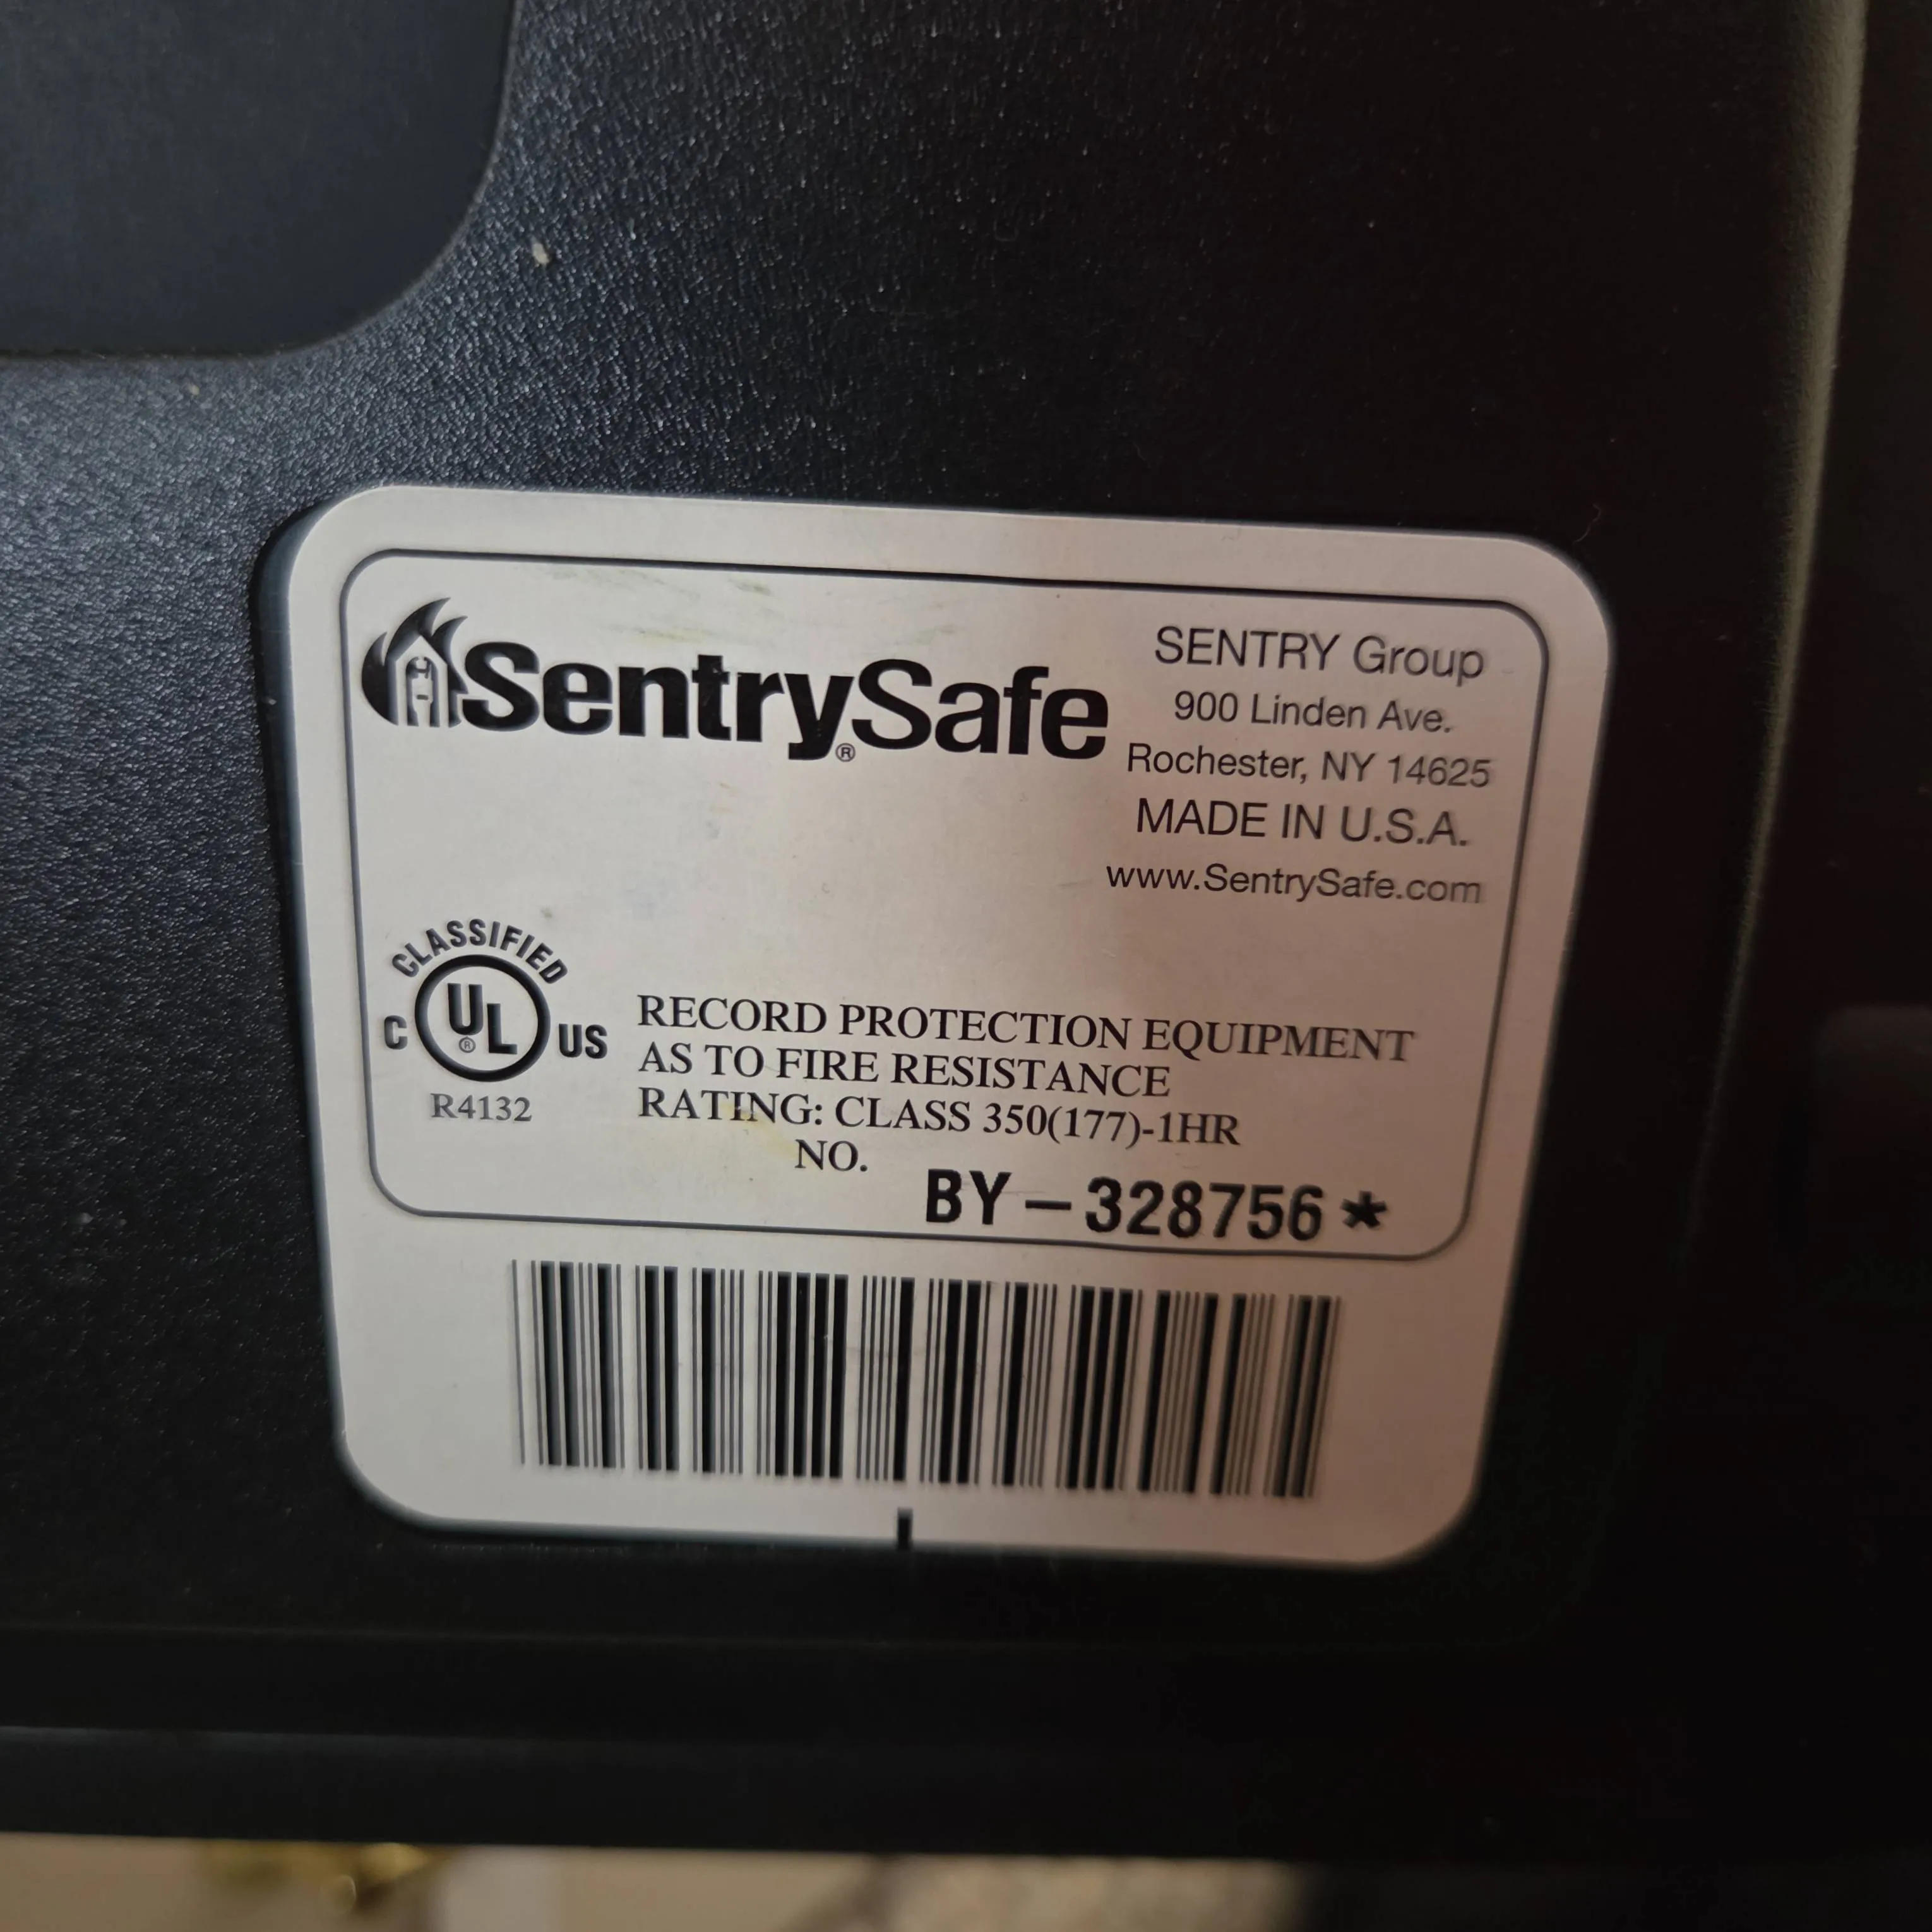 SentrySafe®
SENTRY Group
900 Linden Ave.
Rochester, NY 14625
MADE IN U.S.A.
www.SentrySafe.com
CLASSIFIED
C UL® US
R4132
RECORD PROTECTION EQUIPMENT
AS TO FIRE RESISTANCE
RATING: CLASS 350(177)-1HR
NO. BY-328756*